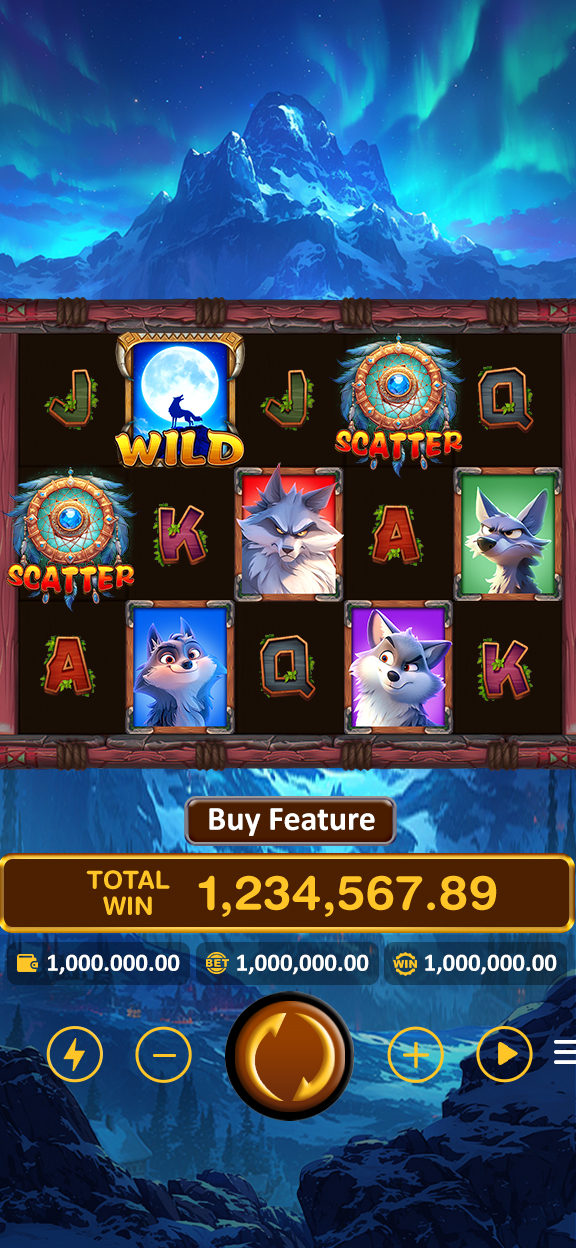 J WILD J SCATTER Q
SCATTER K A
A Q K
Buy Feature
TOTAL
WIN
1,234,567.89
1,000.000.00 BET 1,000,000.00 WIN 1,000,000.00